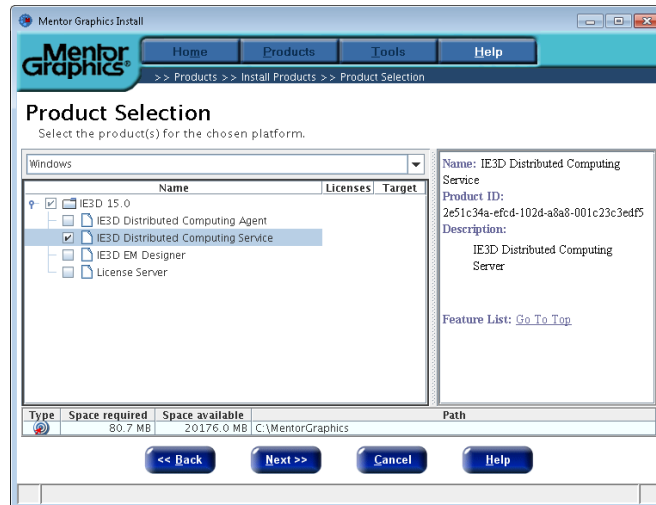 Mentor Graphics Install
Mentor
Graphics®
Home Products Tools Help
>> Products >> Install Products >> Product Selection
Product Selection
Select the product(s) for the chosen platform.
Windows
Name Licenses Target
IE3D 15.0
IE3D Distributed Computing Agent
IE3D Distributed Computing Service
IE3D EM Designer
License Server
Name: IE3D Distributed Computing
Service
Product ID:
2e51c34a-efcd-102d-a8a8-001c23c3edf5
Description:
IE3D Distributed Computing
Server
Feature List: Go To Top
Type Space required Space available Path
80.7 MB 20176.0 MB C:\MentorGraphics
<< Back Next >> Cancel Help